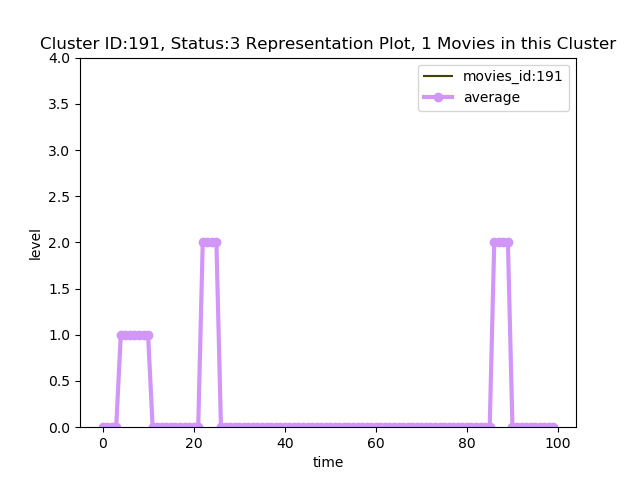 Cluster ID:191, Status:3 Representation Plot, 1 Movies in this Cluster
movies_id:191
average
level
4.0
3.5
3.0
2.5
2.0
1.5
1.0
0.5
0.0
0 20 40 60 80 100
time